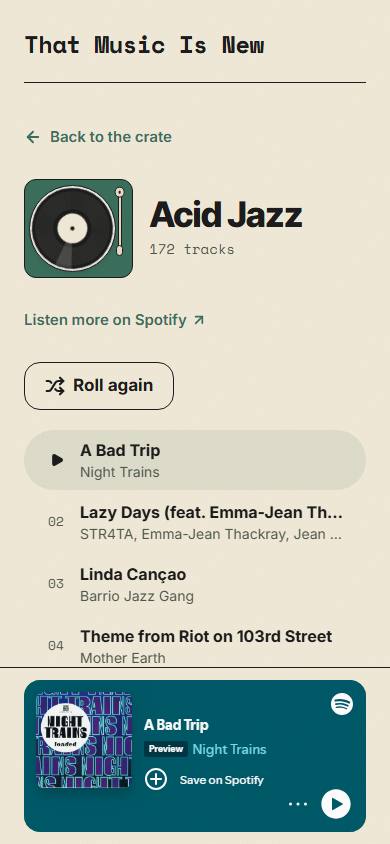 That Music Is New
Back to the crate
Acid Jazz
172 tracks
Listen more on Spotify
Roll again
A Bad Trip
Night Trains
02
Lazy Days (feat. Emma-Jean Th...
STR4TA, Emma-Jean Thackray, Jean ...
03
Linda Cançao
Barrio Jazz Gang
04
Theme from Riot on 103rd Street
Mother Earth
NIGHT
TRAINS
loaded
A Bad Trip
Preview Night Trains
Save on Spotify